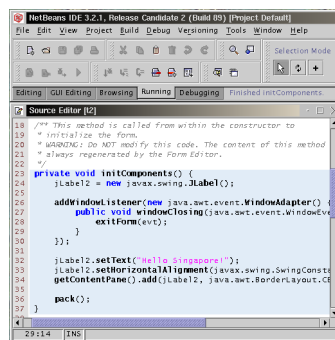 NetBeans IDE 3.2.1, Release Candidate 2 (Build 89) [Project Default]
File Edit View Project Build Debug Versioning Tools Window Help
Selection Mode
Editing GUI Editing Browsing Running Debugging Finished initComponents.
Source Editor [t2]
18 /** This method is called from within the constructor to
19 * initialize the form.
20 * WARNING: Do NOT modify this code. The content of this method
21 * always regenerated by the Form Editor.
22 */
23 private void initComponents() {
24 jLabel2 = new javax.swing.JLabel();
25
26 addWindowListener(new java.awt.event.WindowAdapter() {
27 public void windowClosing(java.awt.event.WindowEve
28 exitForm(evt);
29 }
30 });
31
32 jLabel2.setText("Hello Singapore!");
33 jLabel2.setHorizontalAlignment(javax.swing.SwingConsta
34 getContentPane().add(jLabel2, java.awt.BorderLayout.CE
35
36 pack();
37 }
29:14 INS